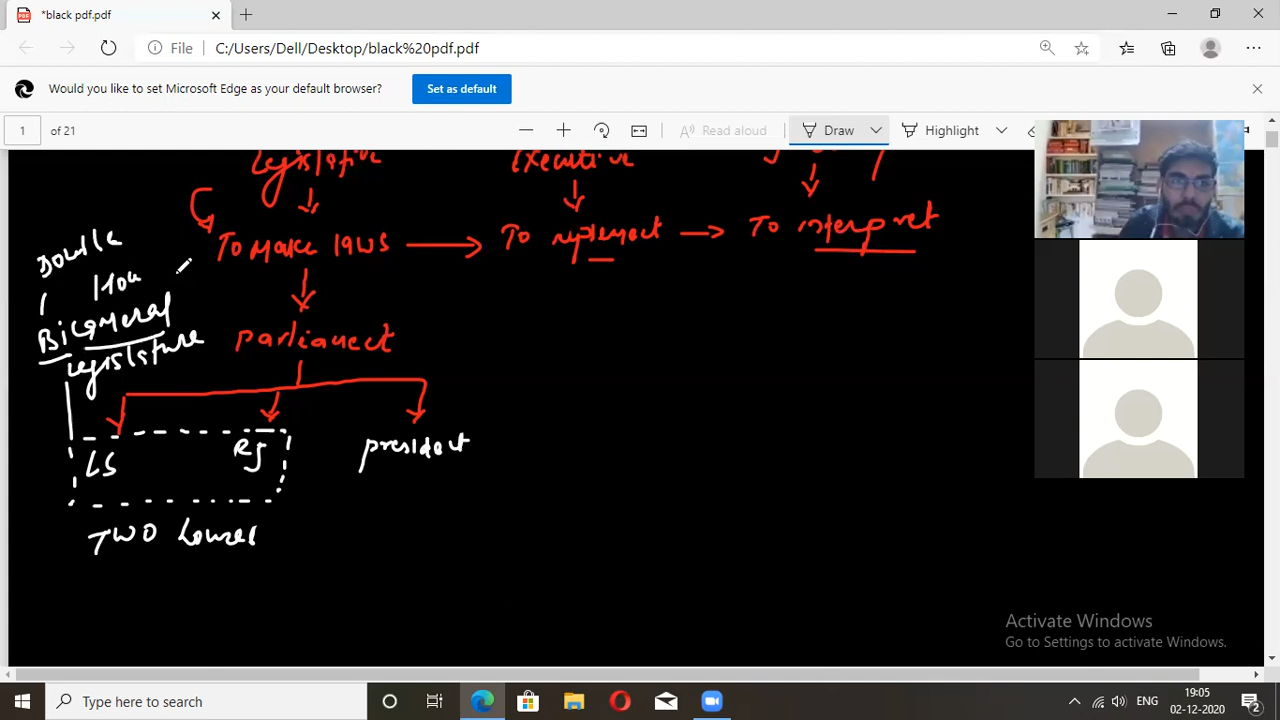 *black pdf.pdf
File
C:/Users/Dell/Desktop/black%20pdf.pdf
Would you like to set Microsoft Edge as your default browser?
Set as default
1 of 21
Read aloud
Draw
Highlight
Legislative
Executive
To Make laws
To implement
To interpret
Double
Hou
Bicameral
Legislature
parliament
LS
RS
president
Two houses
Activate Windows
Go to Settings to activate Windows.
Type here to search
ENG
19:05
02-12-2020
2